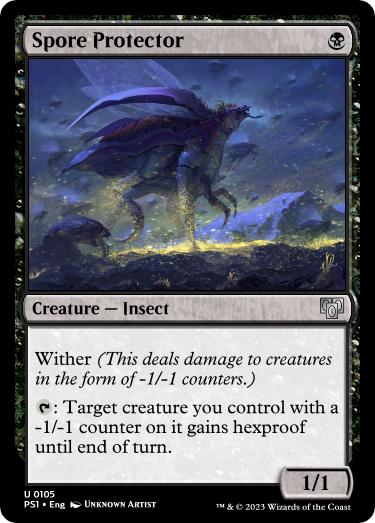 Spore Protector
Creature — Insect
Wither (This deals damage to creatures
in the form of -1/-1 counters.)
: Target creature you control with a
-1/-1 counter on it gains hexproof
until end of turn.
1/1
U 0105
PS1 • Eng Unknown Artist
™ & © 2023 Wizards of the Coast